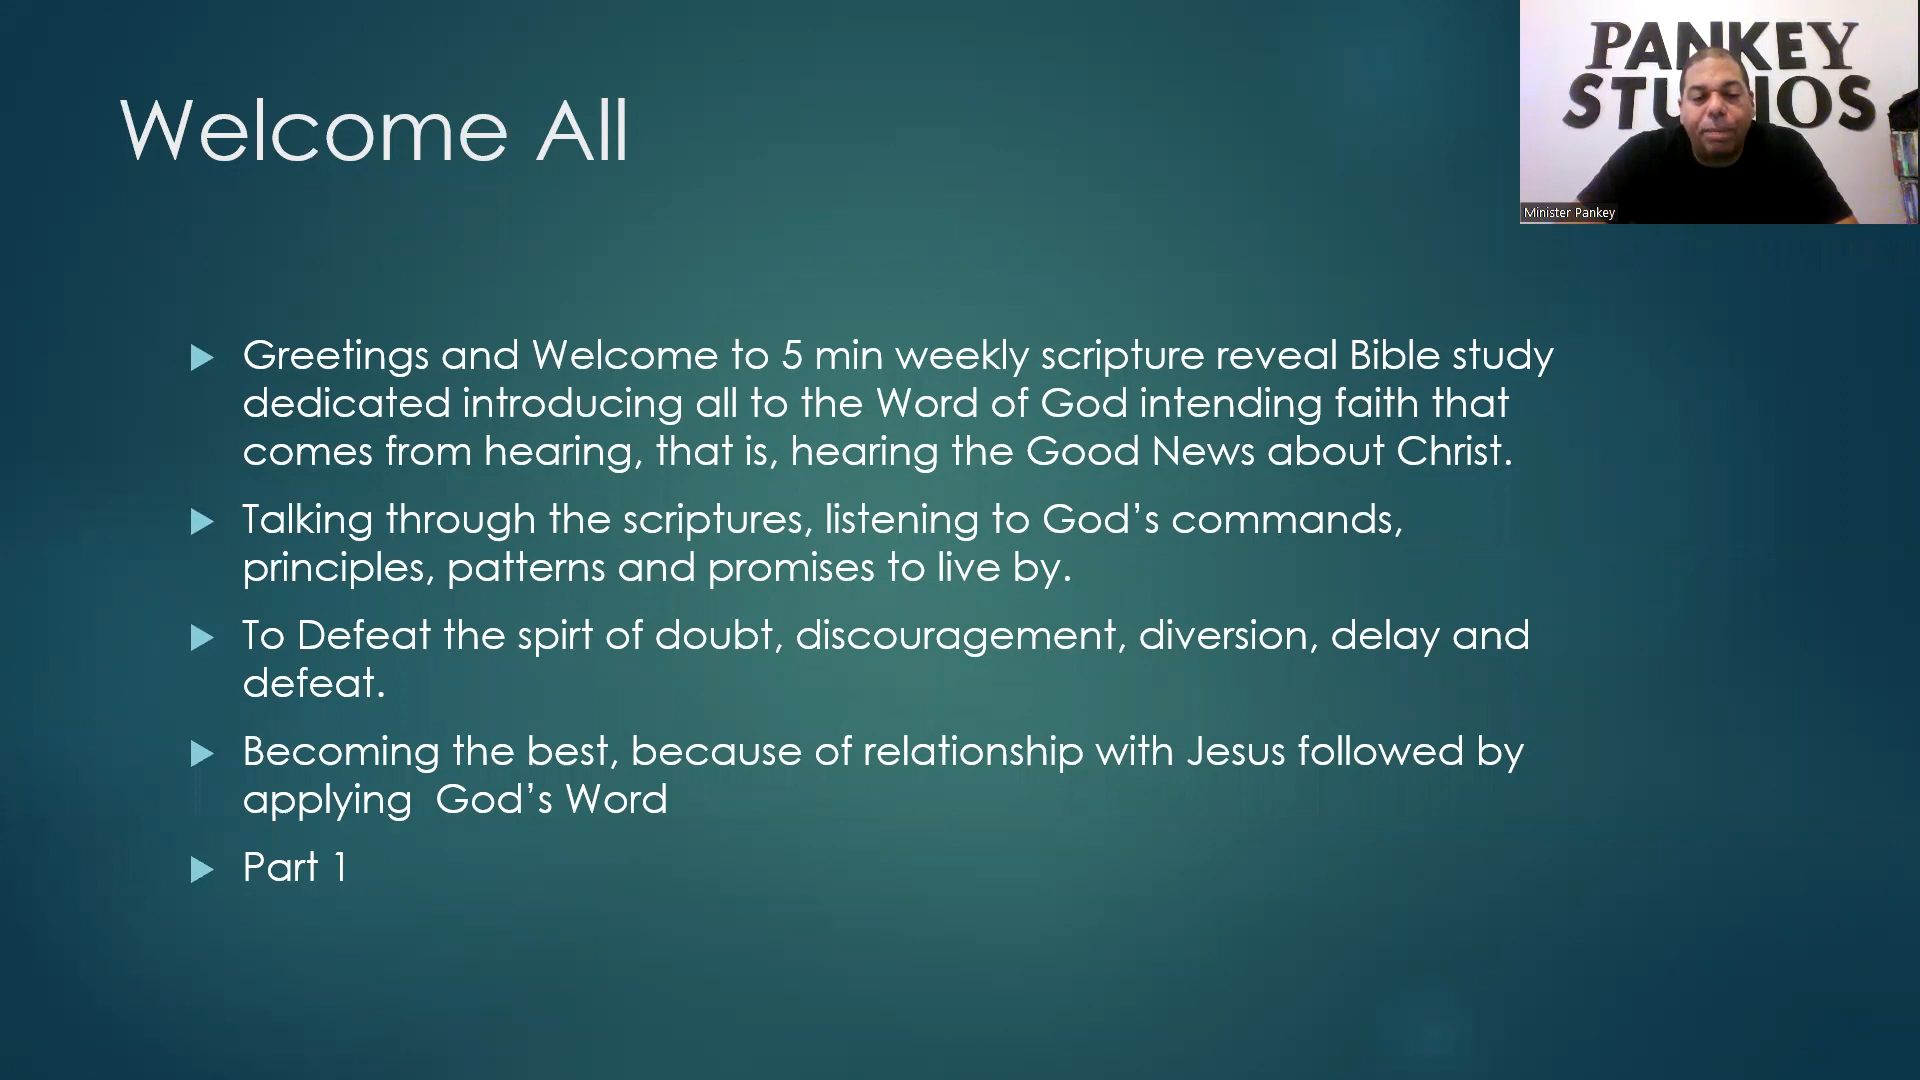 Welcome All
PANKEY
STUDIOS
Minister Pankey
Greetings and Welcome to 5 min weekly scripture reveal Bible study
dedicated introducing all to the Word of God intending faith that
comes from hearing, that is, hearing the Good News about Christ.
Talking through the scriptures, listening to God’s commands,
principles, patterns and promises to live by.
To Defeat the spirt of doubt, discouragement, diversion, delay and
defeat.
Becoming the best, because of relationship with Jesus followed by
applying  God’s Word
Part 1